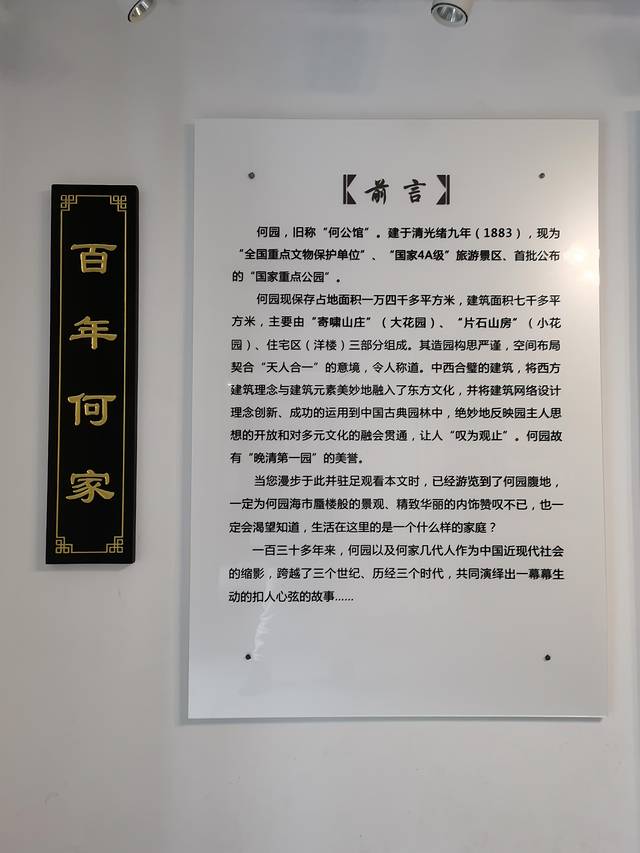 百年何家
【前言】
何园，旧称“何公馆”。建于清光绪九年（1883），现为
“全国重点文物保护单位”、“国家4A级”旅游景区、首批公布
的“国家重点公园”。
何园现保存占地面积一万四千多平方米，建筑面积七千多平
方米，主要由“寄啸山庄”（大花园）、“片石山房”（小花
园）、住宅区（洋楼）三部分组成。其造园构思严谨，空间布局
契合“天人合一”的意境，令人称道。中西合璧的建筑，将西方
建筑理念与建筑元素美妙地融入了东方文化，并将建筑网络设计
理念创新、成功的运用到中国古典园林中，绝妙地反映园主人思
想的开放和对多元文化的融会贯通，让人“叹为观止”。何园故
有“晚清第一园”的美誉。
当您漫步于此并驻足观看本文时，已经游览到了何园腹地，
一定为何园海市蜃楼般的景观、精致华丽的内饰赞叹不已，也一
定会渴望知道，生活在这里的是一个什么样的家庭？
一百三十多年来，何园以及何家几代人作为中国近现代社会
的缩影，跨越了三个世纪、历经三个时代，共同演绎出一幕幕生
动的扣人心弦的故事......